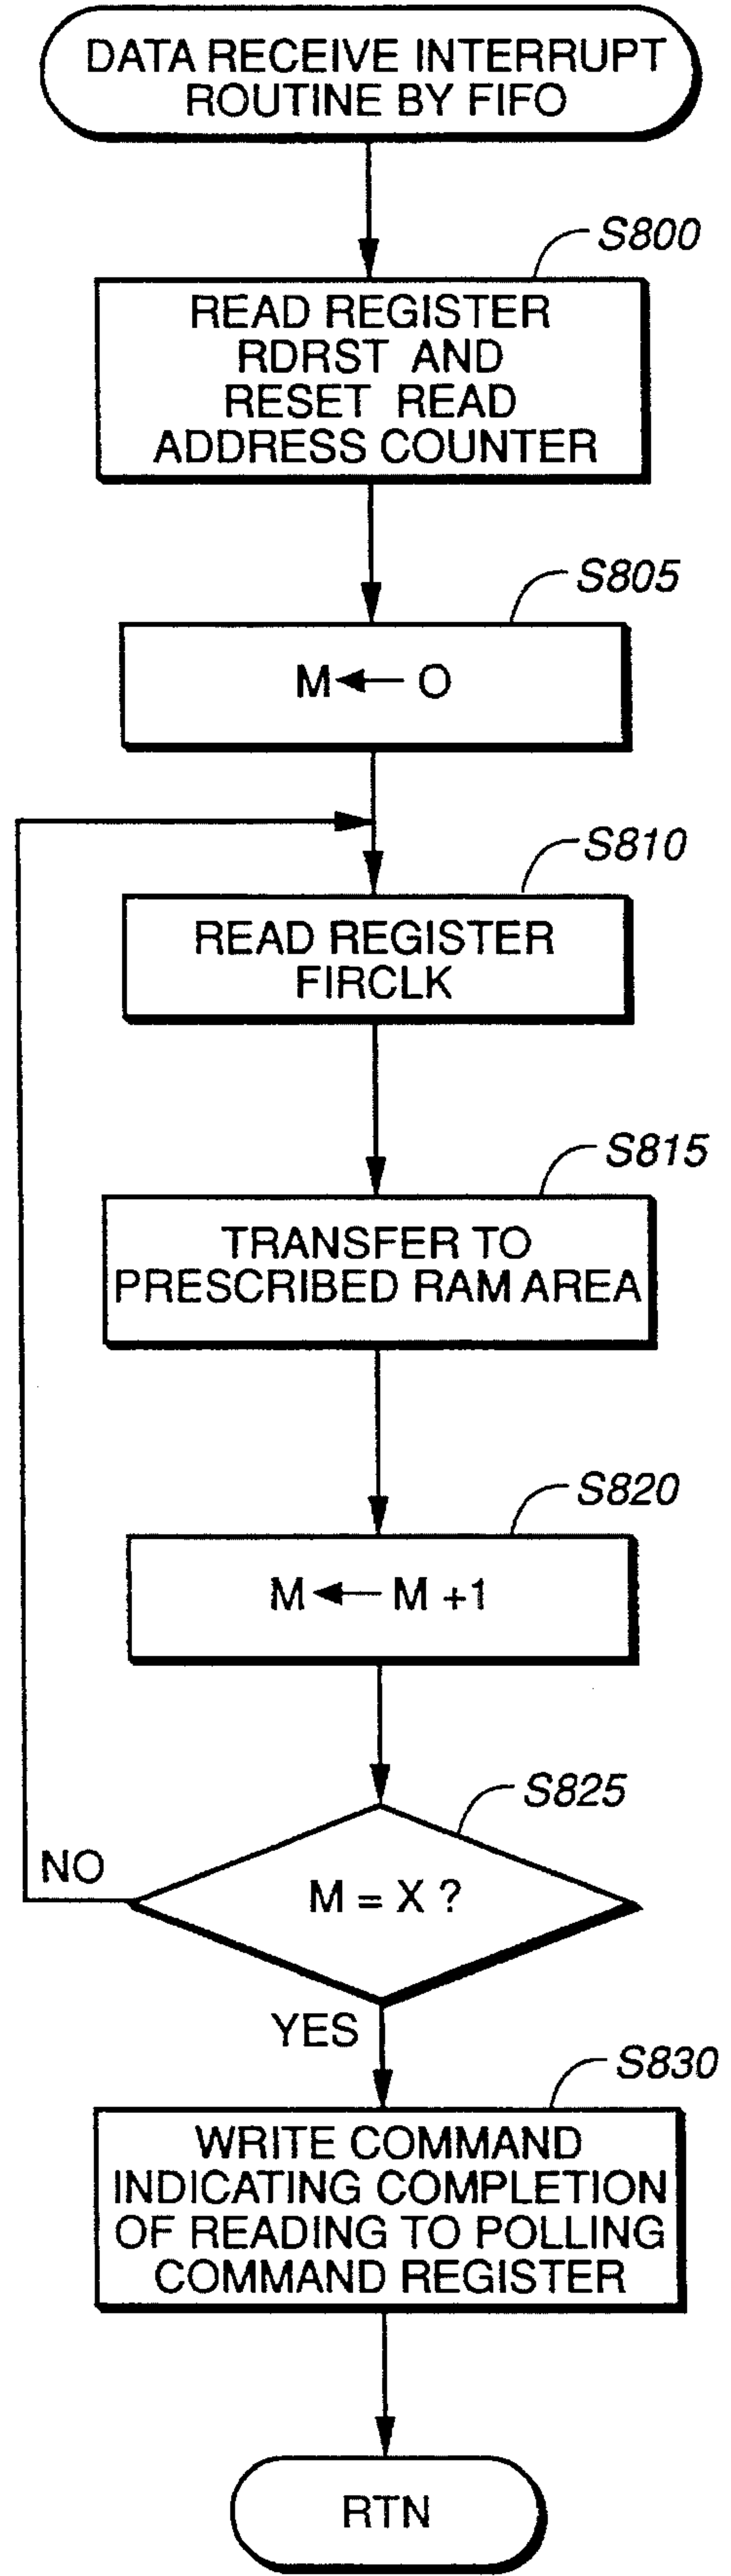 DATA RECEIVE INTERRUPT
ROUTINE BY FIFO
S800
READ REGISTER
RDRST AND
RESET READ
ADDRESS COUNTER
S805
M ← O
S810
READ REGISTER
FIRCLK
S815
TRANSFER TO
PRESCRIBED RAM AREA
S820
M ← M +1
S825
M = X ?
NO
YES
S830
WRITE COMMAND
INDICATING COMPLETION
OF READING TO POLLING
COMMAND REGISTER
RTN